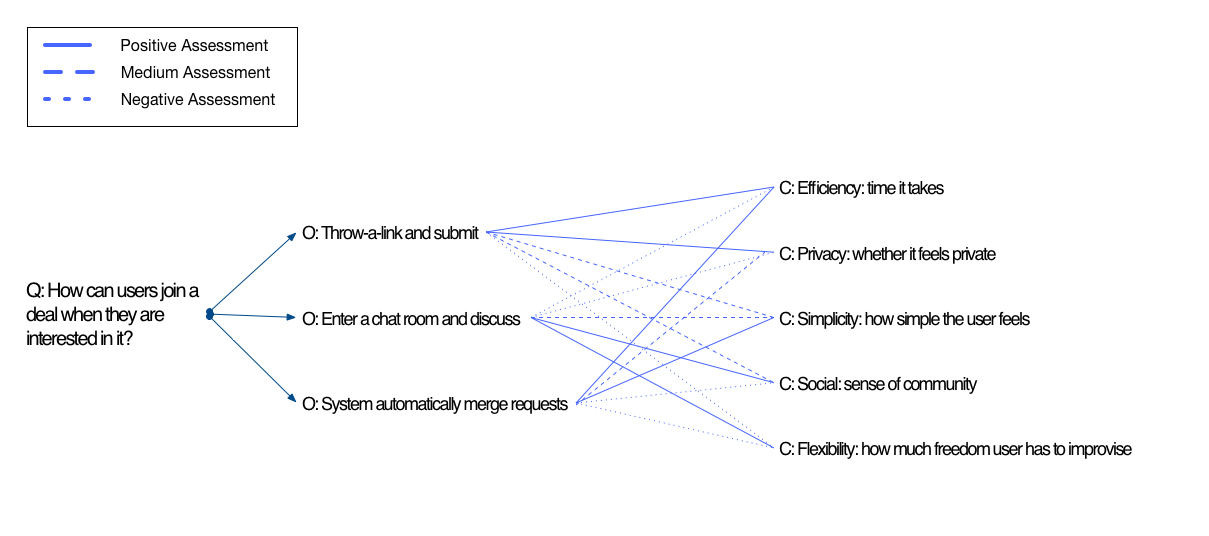 Positive Assessment
Medium Assessment
Negative Assessment
Q: How can users join a
deal when they are
interested in it?
O: Throw-a-link and submit
O: Enter a chat room and discuss
O: System automatically merge requests
C: Efficiency: time it takes
C: Privacy: whether it feels private
C: Simplicity: how simple the user feels
C: Social: sense of community
C: Flexibility: how much freedom user has to improvise